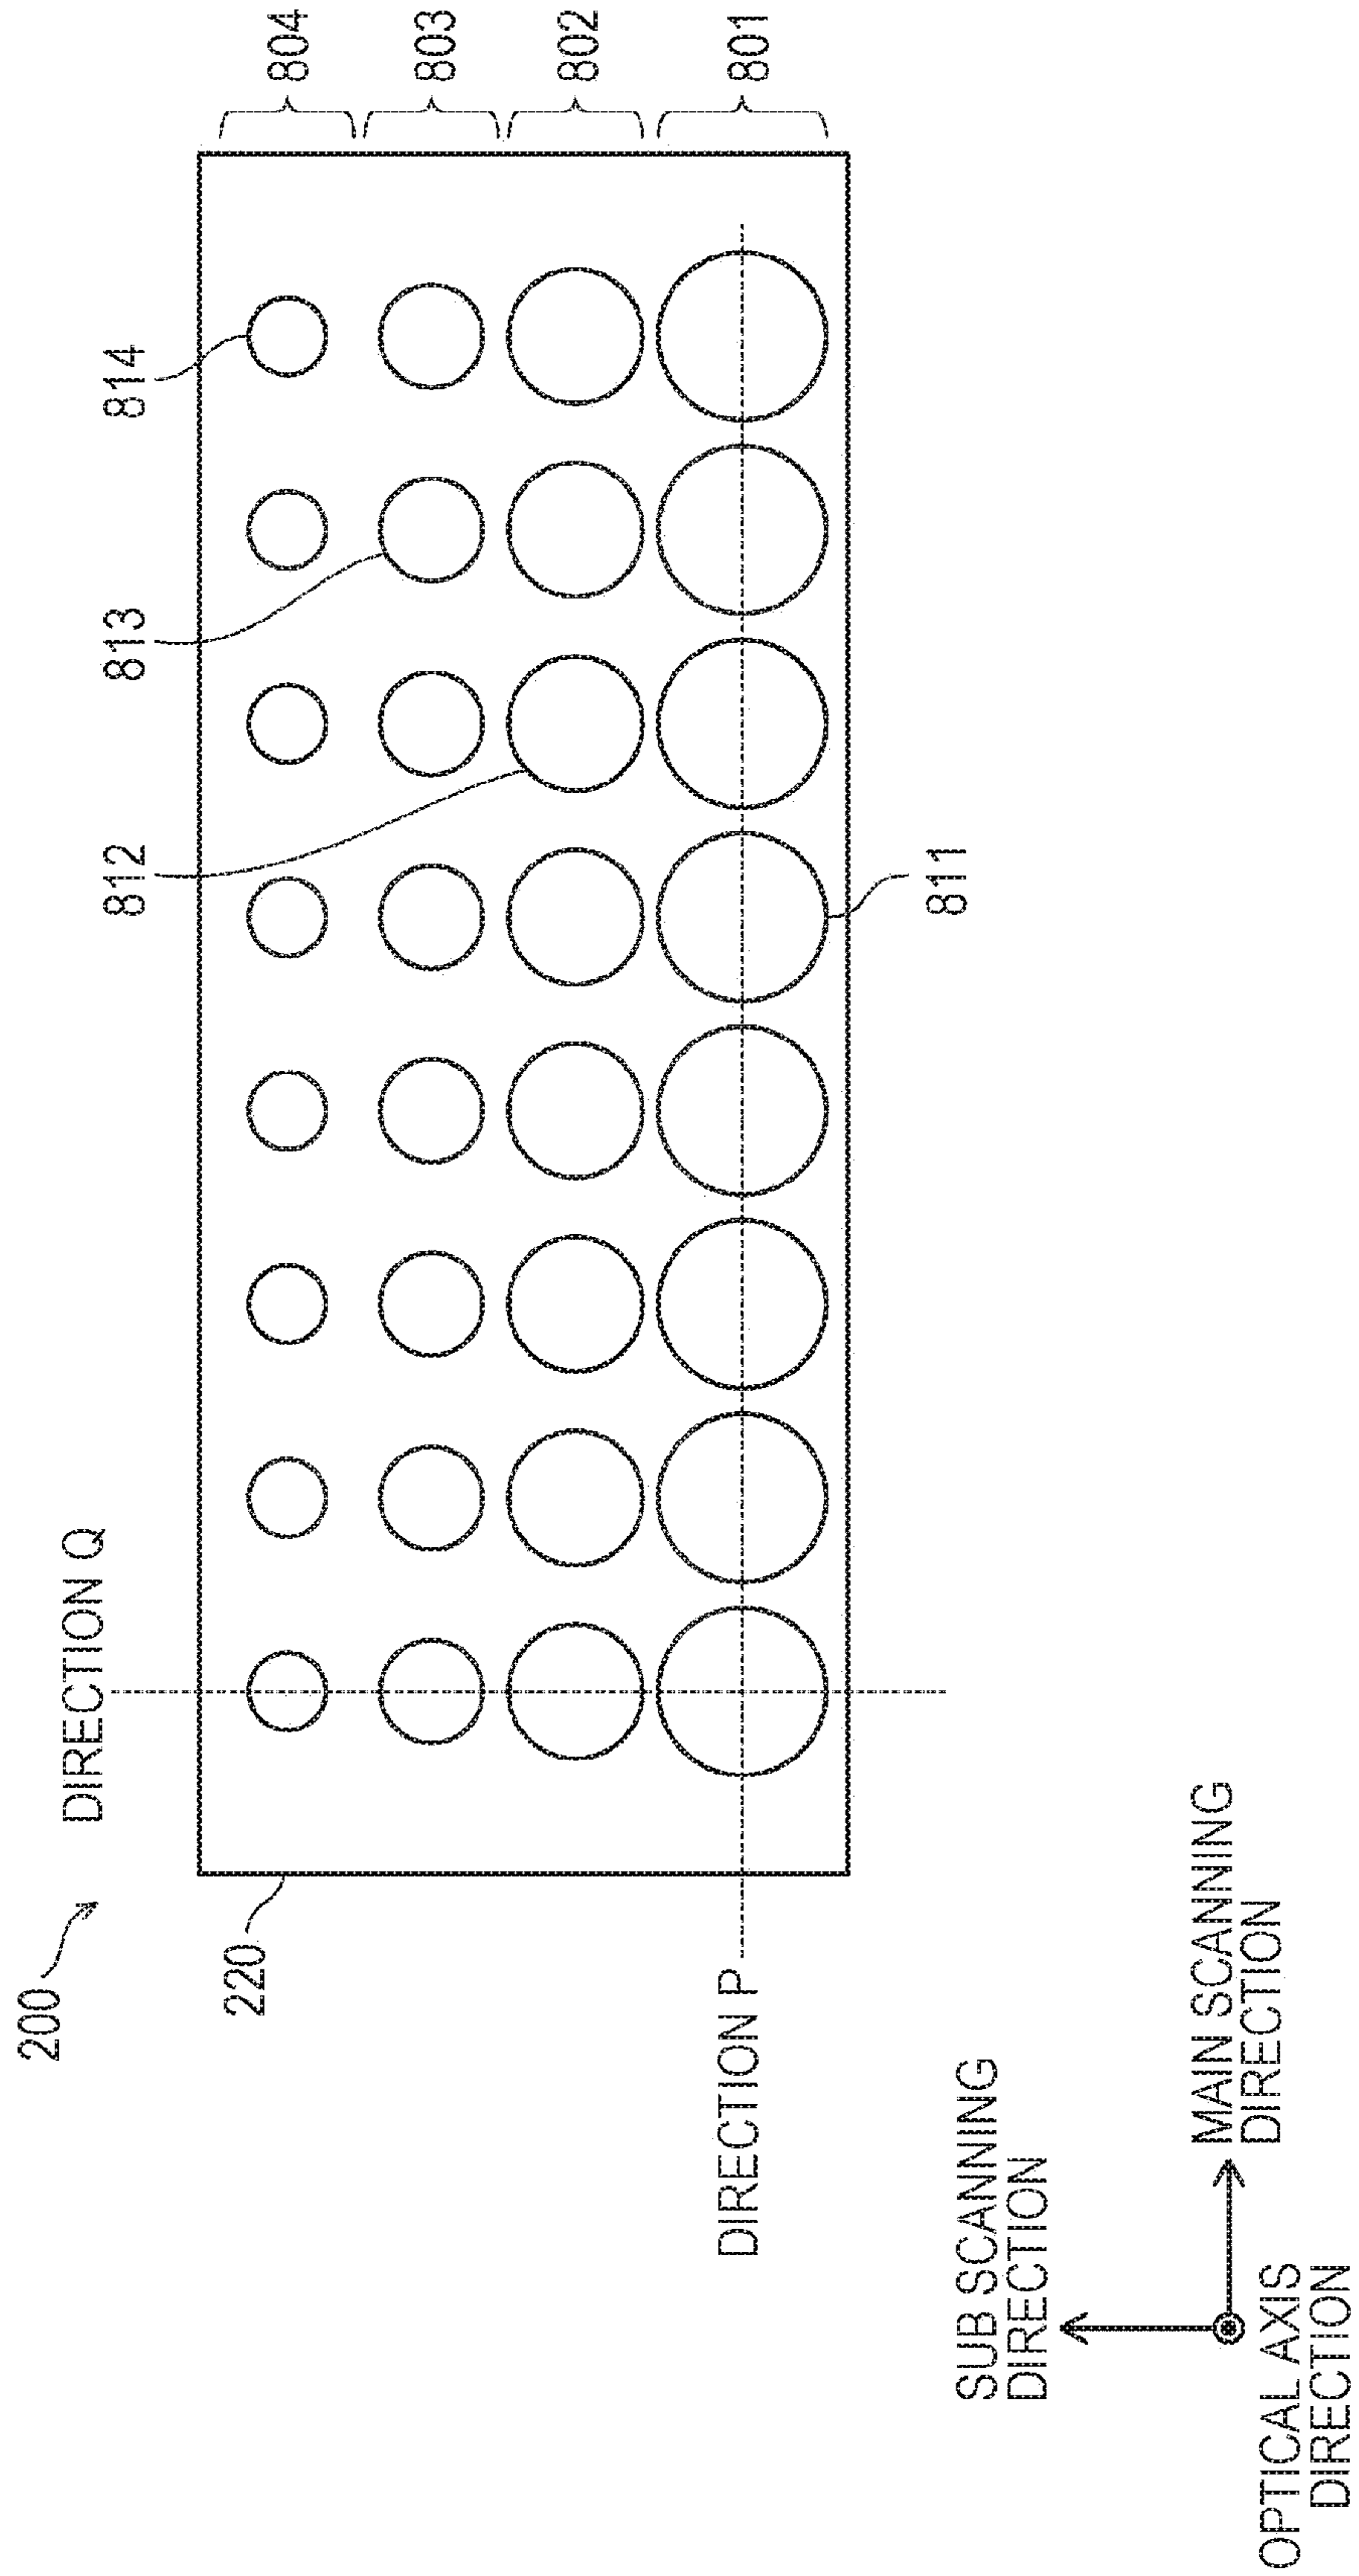 200
DIRECTION Q
220
812
813
814
804
803
802
801
811
DIRECTION P
SUB SCANNING
DIRECTION
MAIN SCANNING
DIRECTION
OPTICAL AXIS
DIRECTION